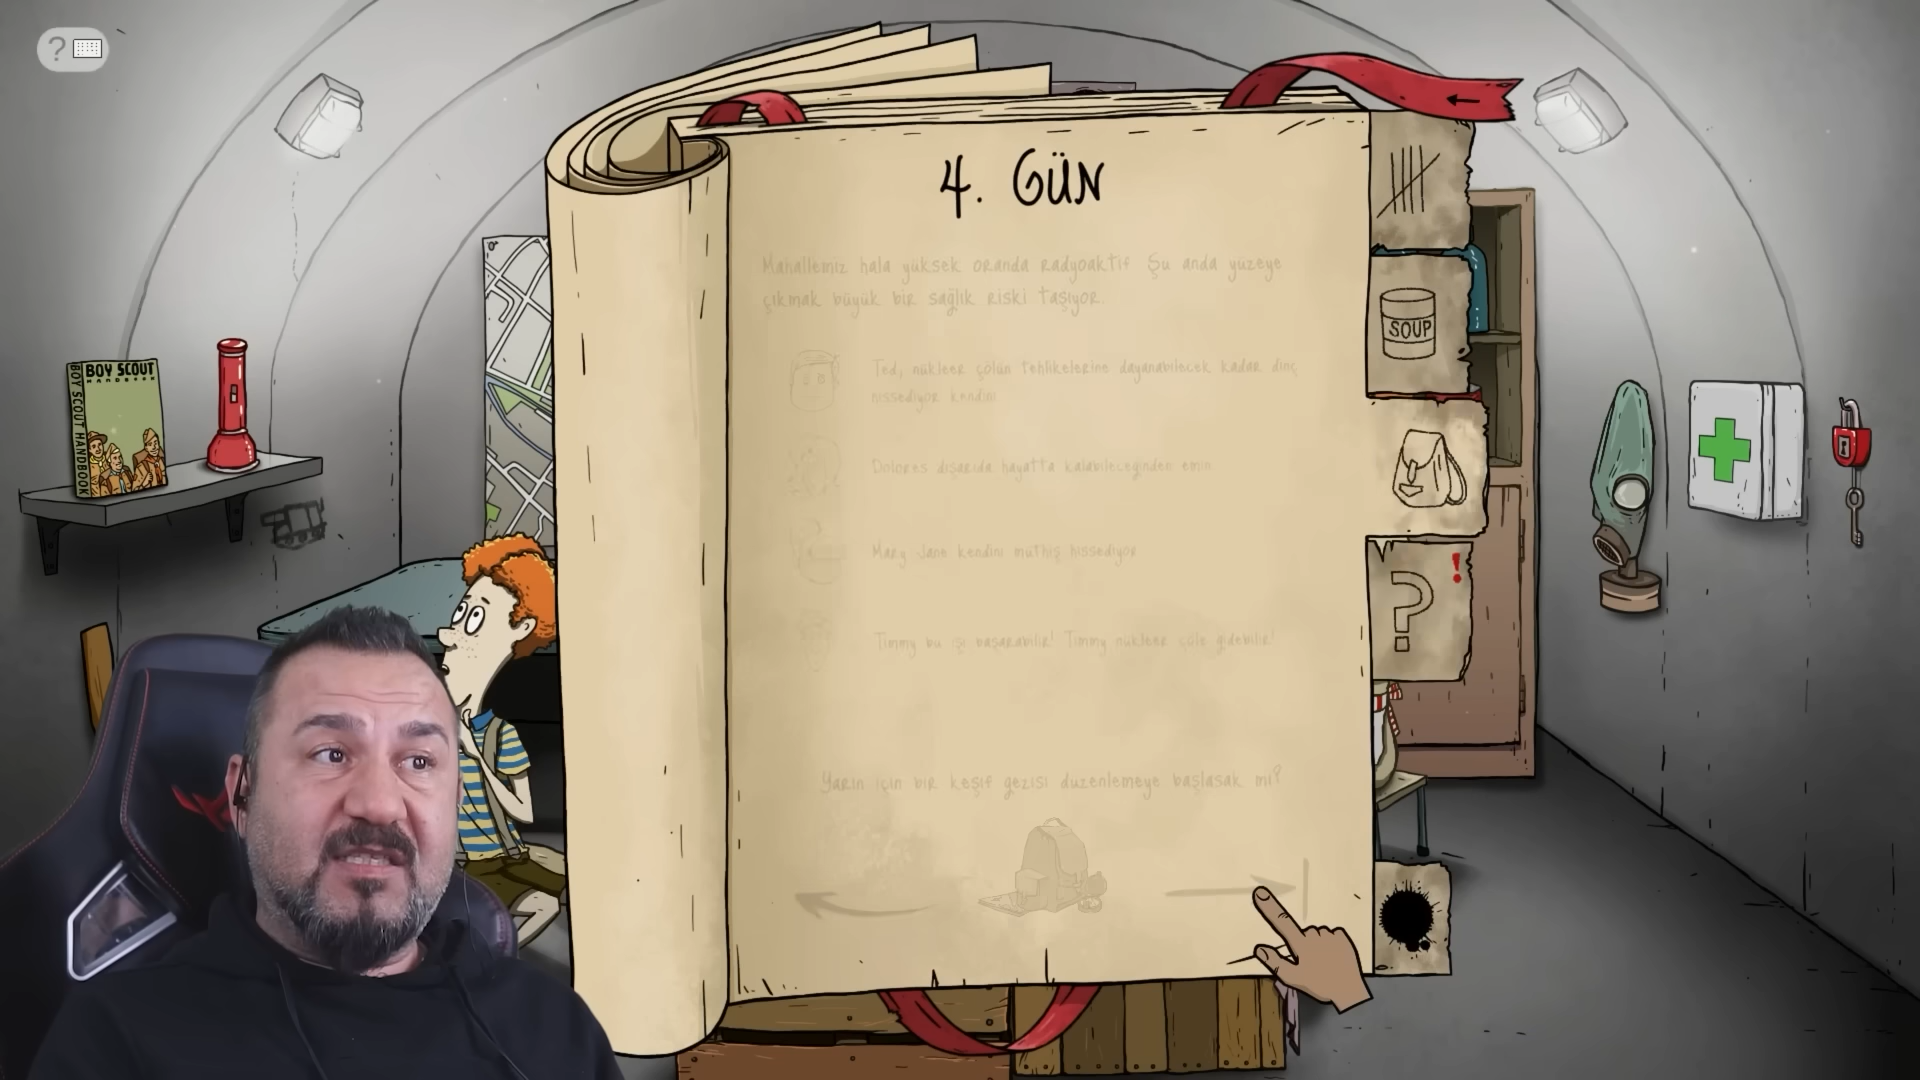 ?
BOY SCOUT
HANDBOOK
BOY SCOUT HANDBOOK
4. GÜN
Mahallemiz hala yüksek oranda radyoaktif Şu anda yüzeye
çıkmak büyük bir sağlık riski taşıyor.
Ted, nükleer çölün tehlikelerine dayanabilecek kadar dinç
hissediyor kendini
Dolores dışarıda hayatta kalabileceğinden emin
Mary Jane kendini müthiş hissediyor
Timmy bu işi başarabilir! Timmy nükleer çöle gidebilir!
Yarın için bir keşif gezisi düzenlemeye başlasak mı?
SOUP
!
?